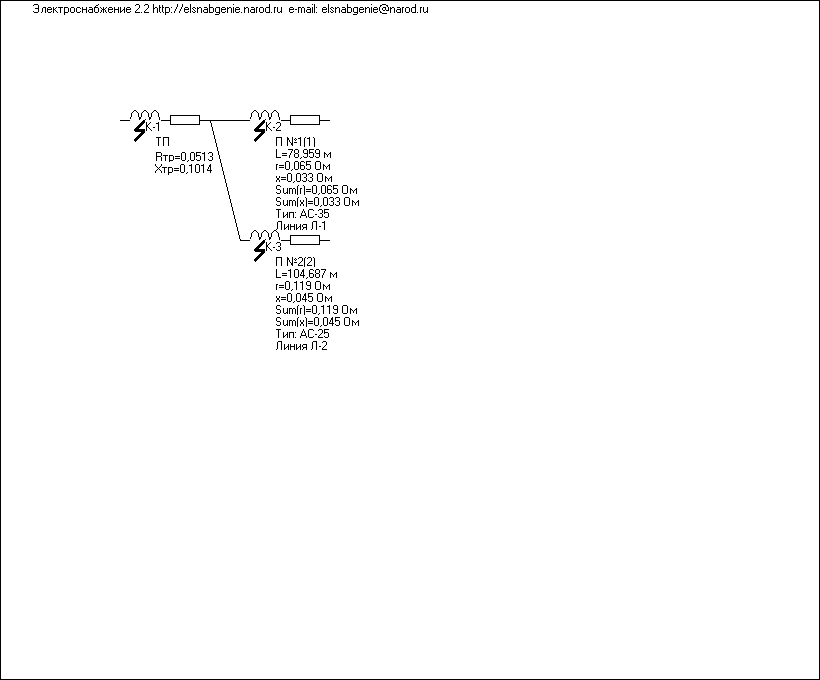 Электроснабжение 2.2 http://elsnabgenie.narod.ru e-mail: elsnabgenie@narod.ru
К-1
ТП
Rтр=0,0513
Xтр=0,1014
К-2
П №1(1)
L=78,959 м
r=0,065 Ом
x=0,033 Ом
Sum(r)=0,065 Ом
Sum(x)=0,033 Ом
Тип: АС-35
Линия Л-1
К-3
П №2(2)
L=104,687 м
r=0,119 Ом
x=0,045 Ом
Sum(r)=0,119 Ом
Sum(x)=0,045 Ом
Тип: АС-25
Линия Л-2